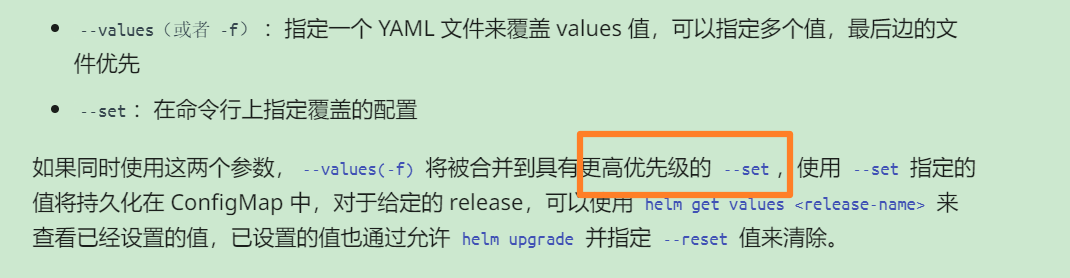 --values（或者 -f）：指定一个 YAML 文件来覆盖 values 值，可以指定多个值，最后边的文
件优先
--set：在命令行上指定覆盖的配置
如果同时使用这两个参数，--values(-f) 将被合并到具有更高优先级的 --set，使用 --set 指定的
值将持久化在 ConfigMap 中，对于给定的 release，可以使用 helm get values <release-name> 来
查看已经设置的值，已设置的值也通过允许 helm upgrade 并指定 --reset 值来清除。